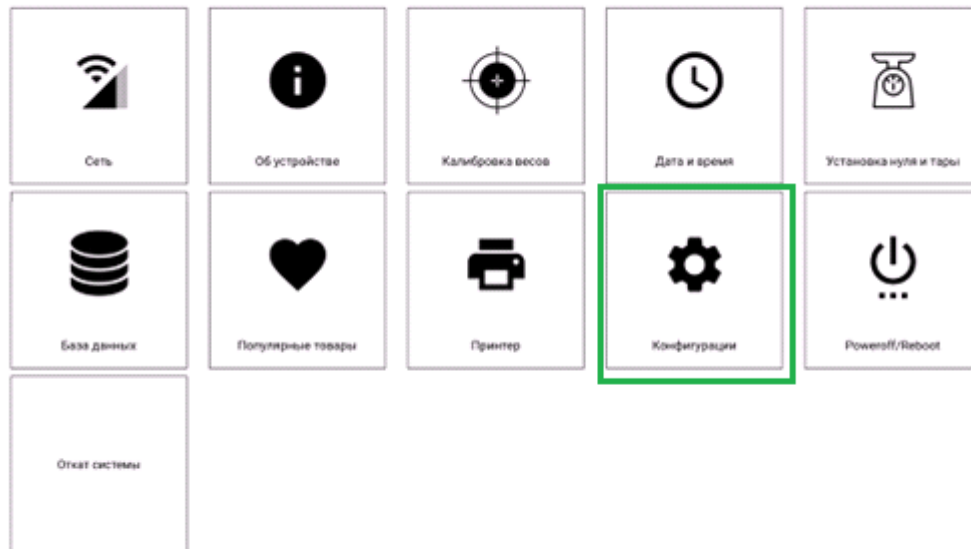 Сеть
Об устройстве
Калибровка весов
Дата и время
Установка нуля и тары
База данных
Популярные товары
Принтер
Конфигурации
Poweroff/Reboot
Откат системы